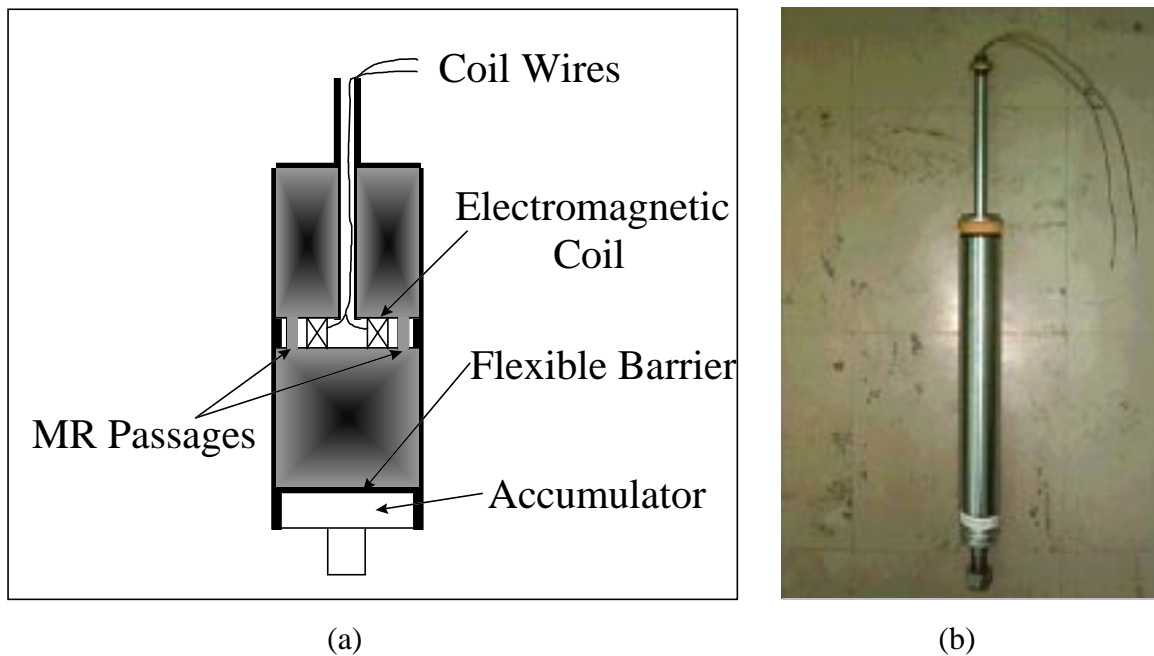 Coil Wires
Electromagnetic
Coil
Flexible Barrier
MR Passages
Accumulator
(a)
(b)